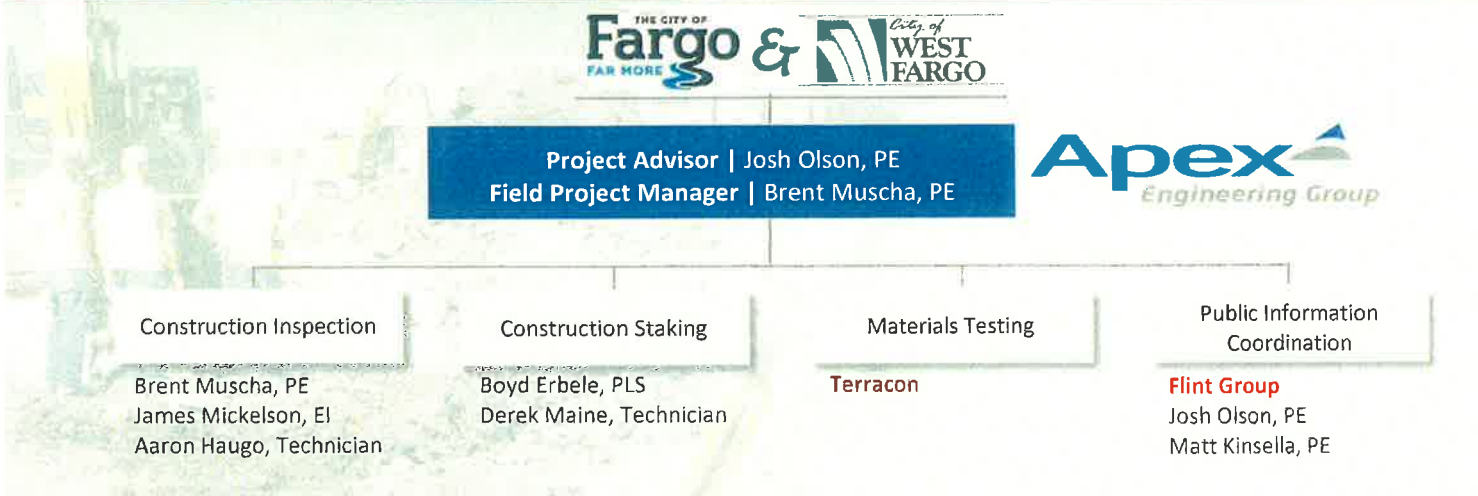 THE CITY OF
Fargo
FAR MORE
&
City of
WEST
FARGO
Project Advisor | Josh Olson, PE
Field Project Manager | Brent Muscha, PE
Apex
Engineering Group
Construction Inspection
Brent Muscha, PE
James Mickelson, EI
Aaron Haugo, Technician
Construction Staking
Boyd Erbele, PLS
Derek Maine, Technician
Materials Testing
Terracon
Public Information
Coordination
Flint Group
Josh Olson, PE
Matt Kinsella, PE